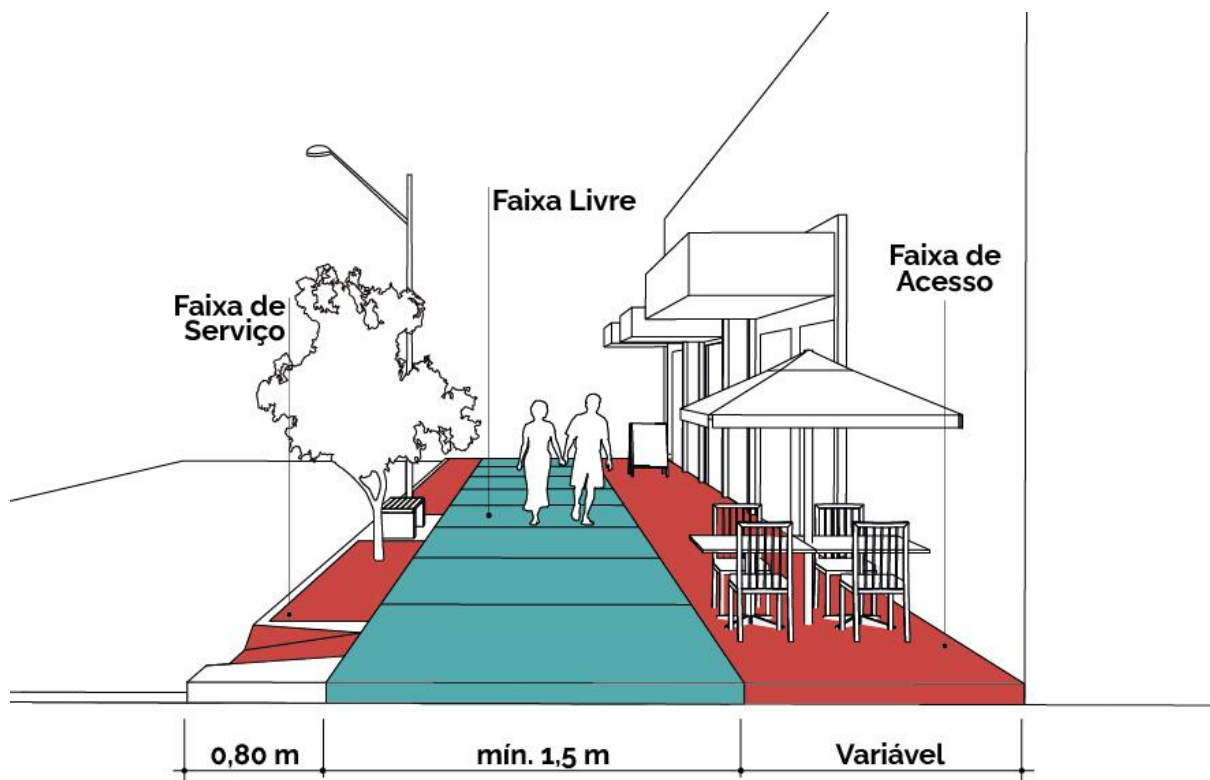 Faixa Livre
Faixa de
Serviço
Faixa de
Acesso
0,80 m
mín. 1,5 m
Variável